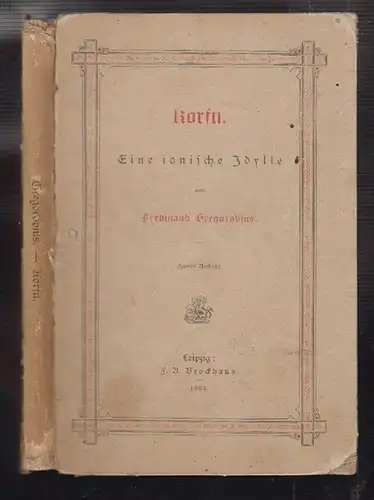 Korfu.
Eine ionische Idylle
von
Ferdinand Gregorovius.
Zweite Auflage.
Leipzig:
F. A. Brockhaus.
Gregorovius. — Korfu.